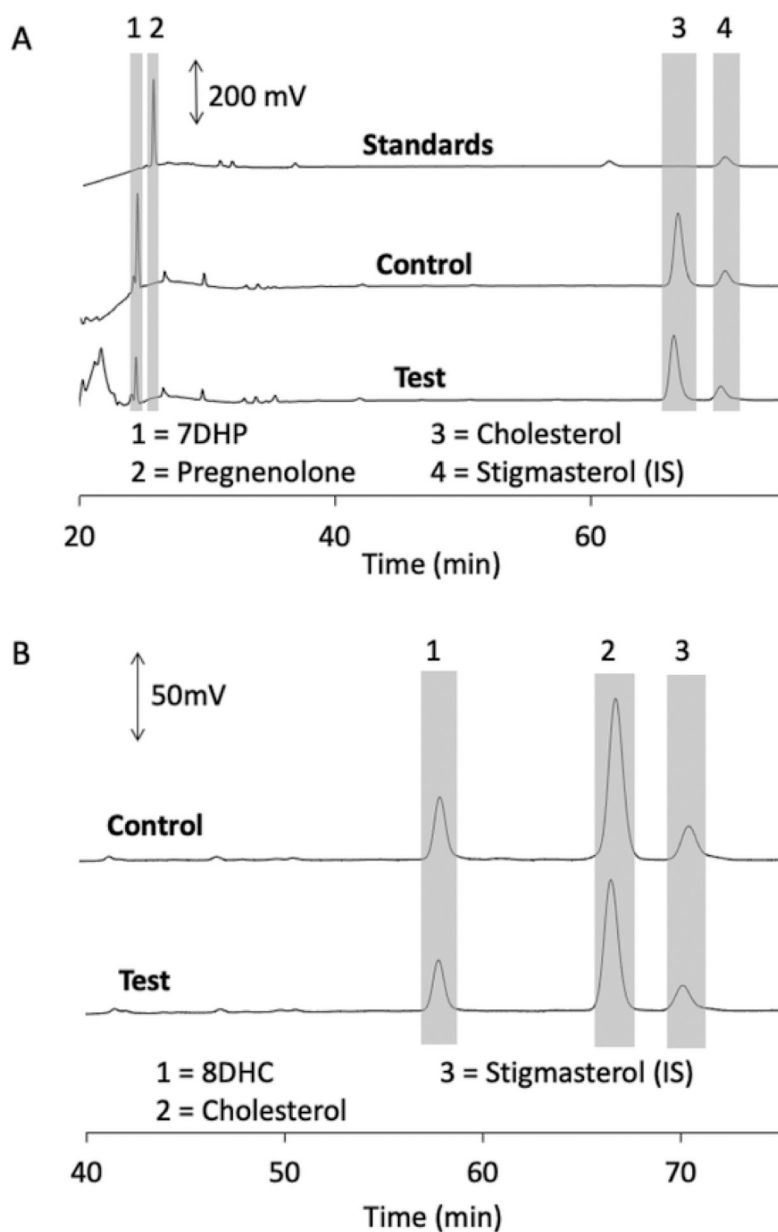 A
1 2 3 4
200 mV
Standards
Control
Test
1 = 7DHP 3 = Cholesterol
2 = Pregnenolone 4 = Stigmasterol (IS)
20 40 60
Time (min)
B
1 2 3
50mV
Control
Test
1 = 8DHC 3 = Stigmasterol (IS)
2 = Cholesterol
40 50 60 70
Time (min)